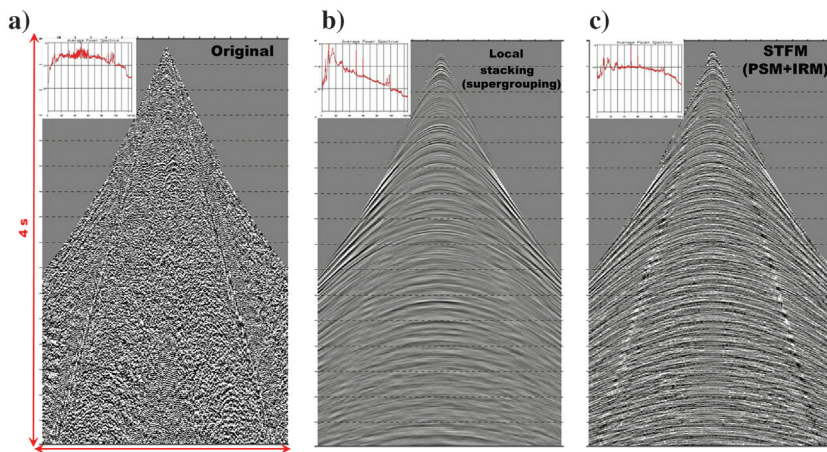 a)
b)
c)
Average Power Spectrum
Original
Average Power Spectrum
Local
stacking
(supergrouping)
Average Power Spectrum
STFM
(PSM+IRM)
4 s